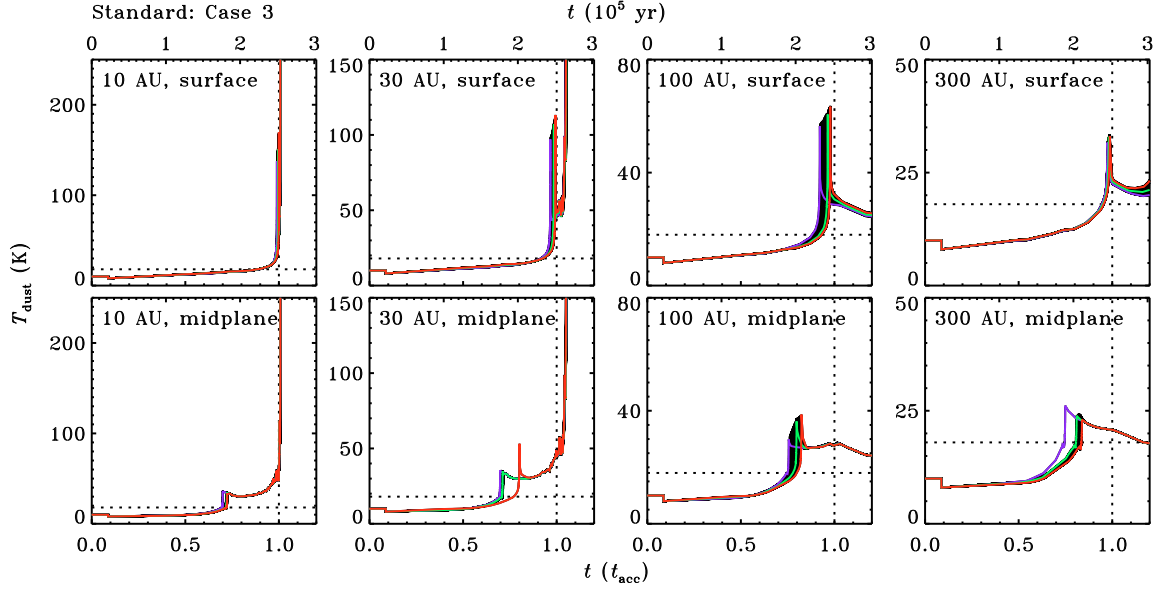 Standard: Case 3
t (10⁵ yr)
0 1 2 3 0 1 2 3 0 1 2 3 0 1 2 3
10 AU, surface
30 AU, surface
100 AU, surface
300 AU, surface
200
100
0
150
100
50
0
80
40
0
50
25
0
T_dust (K)
10 AU, midplane
30 AU, midplane
100 AU, midplane
300 AU, midplane
200
100
0
150
100
50
0
80
40
0
50
25
0
0.0 0.5 1.0 0.0 0.5 1.0 0.0 0.5 1.0 0.0 0.5 1.0
t (t_acc)